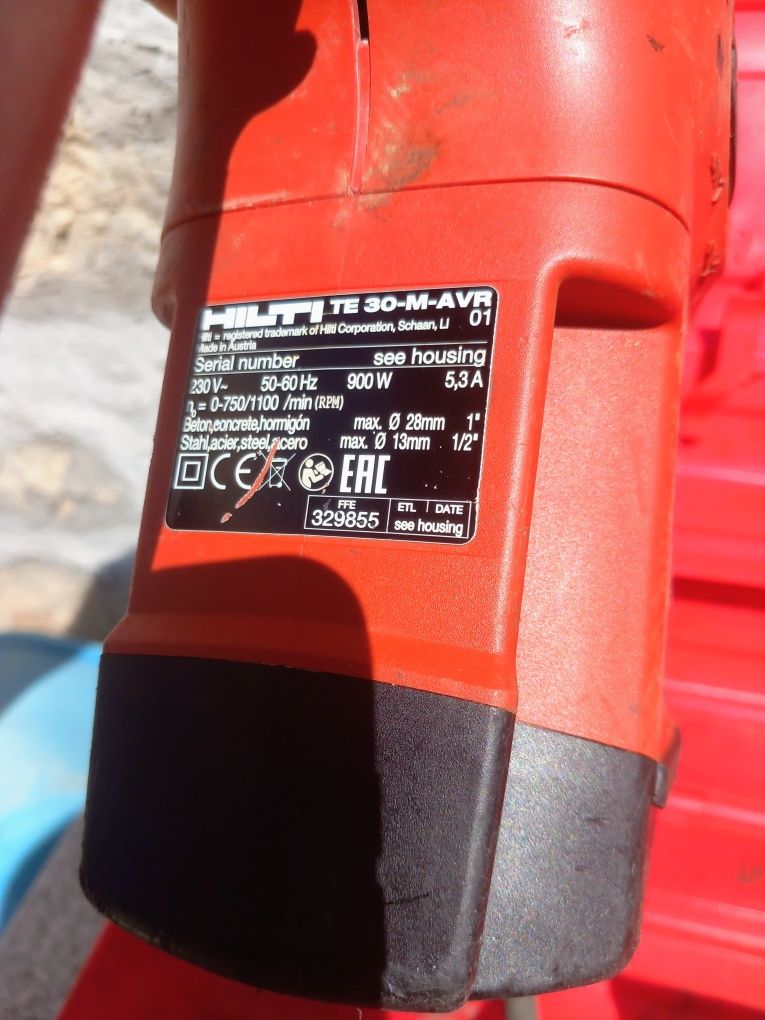 HILTI TE 30-M-AVR
Hilti = registered trademark of Hilti Corporation, Schaan, LI 01
Made in Austria
Serial number see housing
230 V~ 50-60 Hz 900 W 5,3 A
n₀ = 0-750/1100 /min (RPM)
Beton,concrete,hormigón max. Ø 28mm 1"
Stahl,acier,steel,acero max. Ø 13mm 1/2"
CE EAC
FFE ETL DATE
329855 see housing